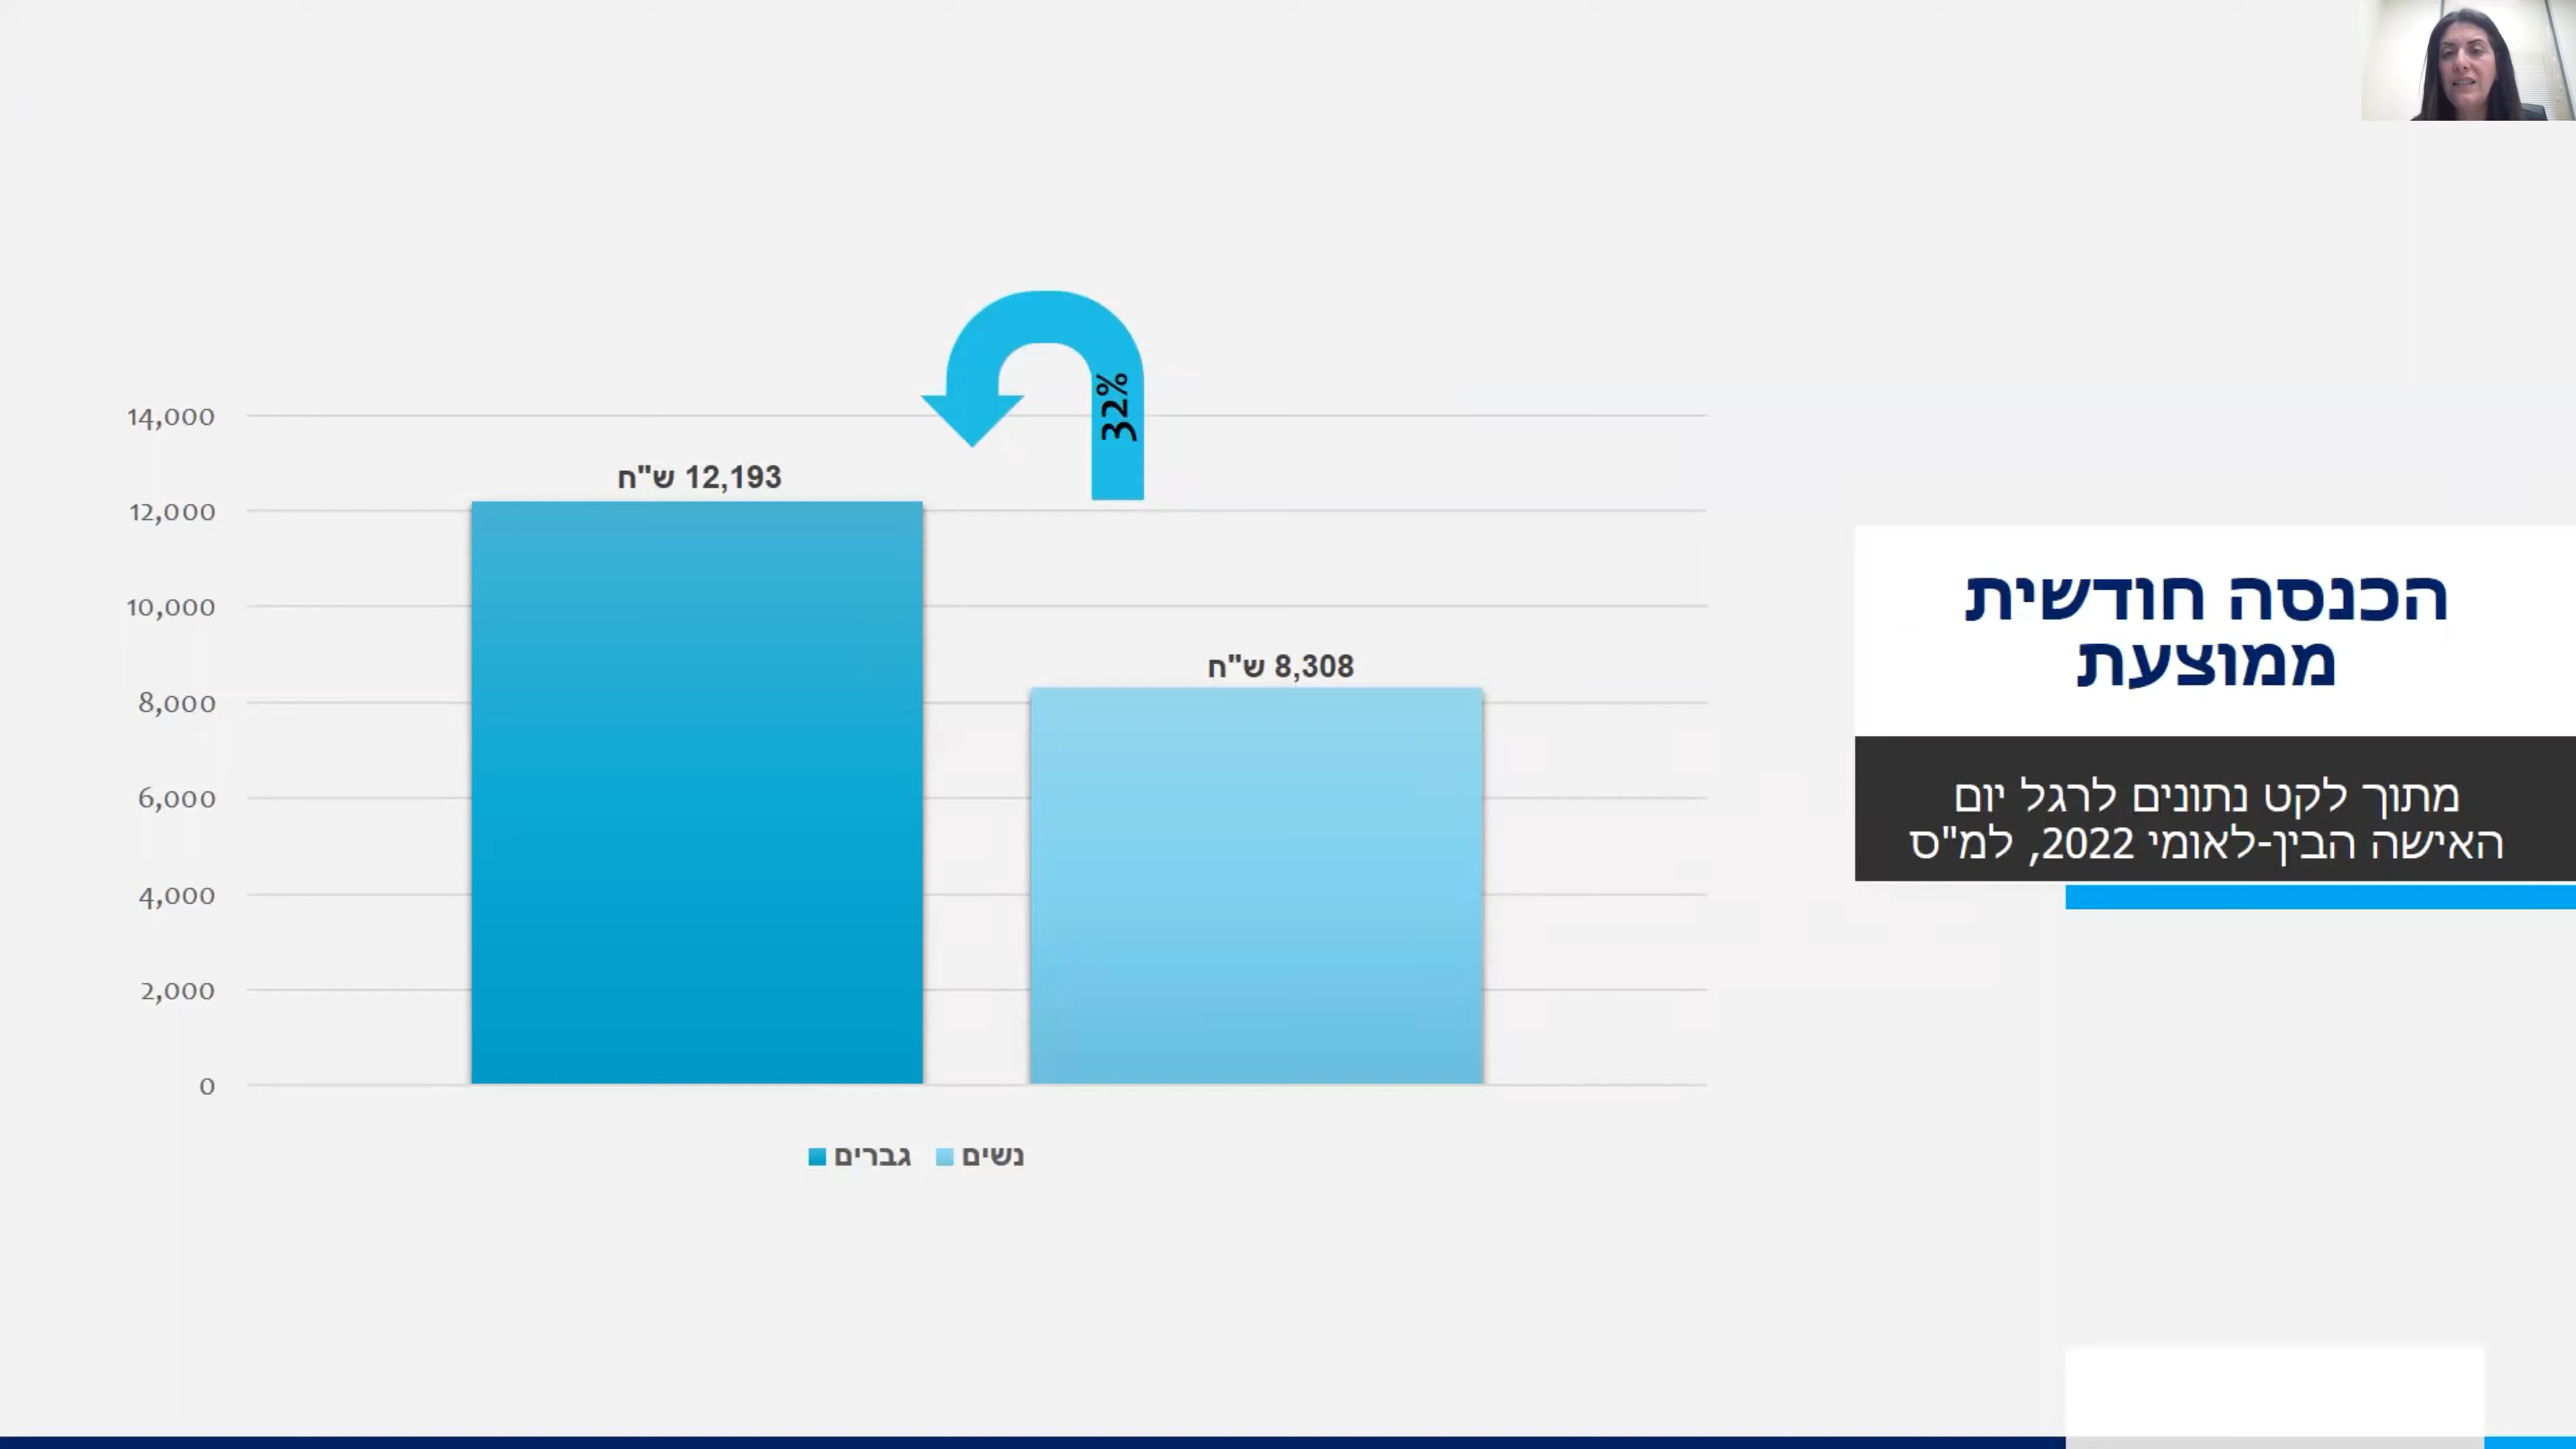 הכנסה חודשית
ממוצעת
מתוך לקט נתונים לרגל יום
האישה הבין-לאומי 2022, למ"ס
32%
14,000
12,000
10,000
8,000
6,000
4,000
2,000
0
12,193 ש"ח
8,308 ש"ח
גברים
נשים